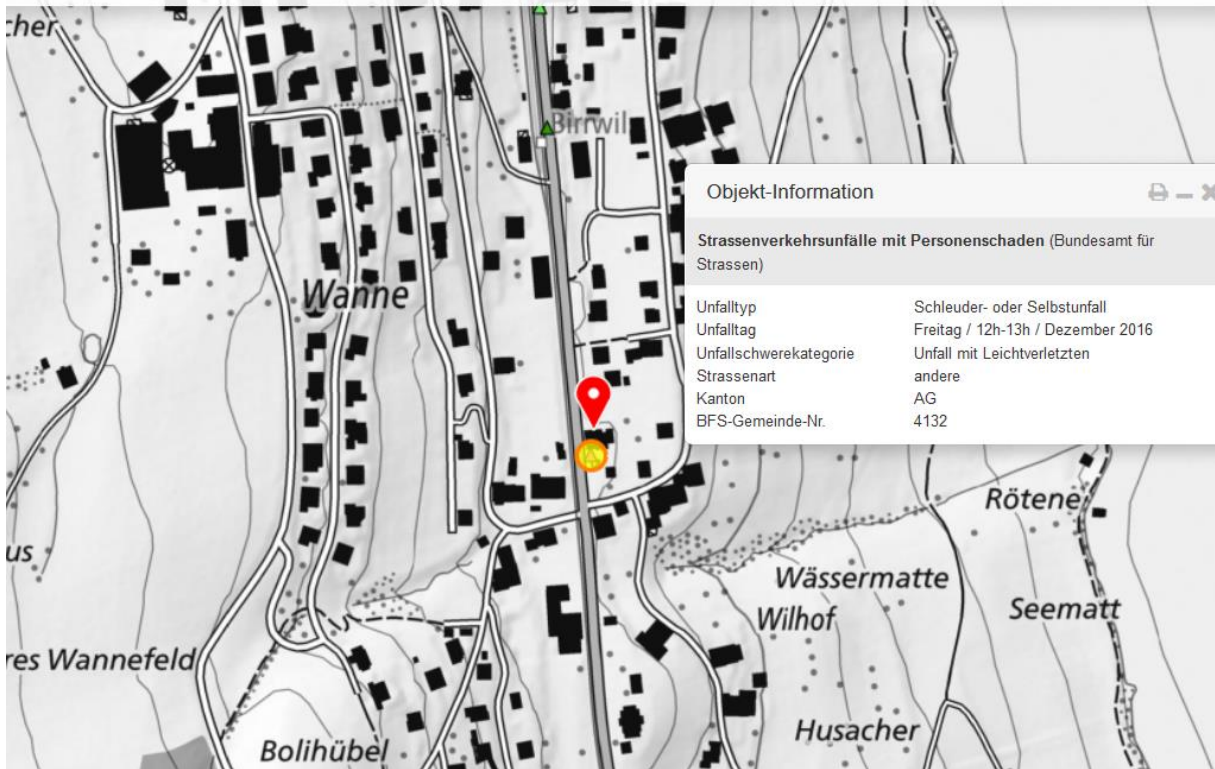 cher
Birrwil
Wanne
Objekt-Information
Strassenverkehrsunfälle mit Personenschaden (Bundesamt für
Strassen)
Unfalltyp Schleuder- oder Selbstunfall
Unfalltag Freitag / 12h-13h / Dezember 2016
Unfallschwerekategorie Unfall mit Leichtverletzten
Strassenart andere
Kanton AG
BFS-Gemeinde-Nr. 4132
Rötene
us
Wässermatte
Wilhof
Seematt
res Wannefeld
Husacher
Bolihübel